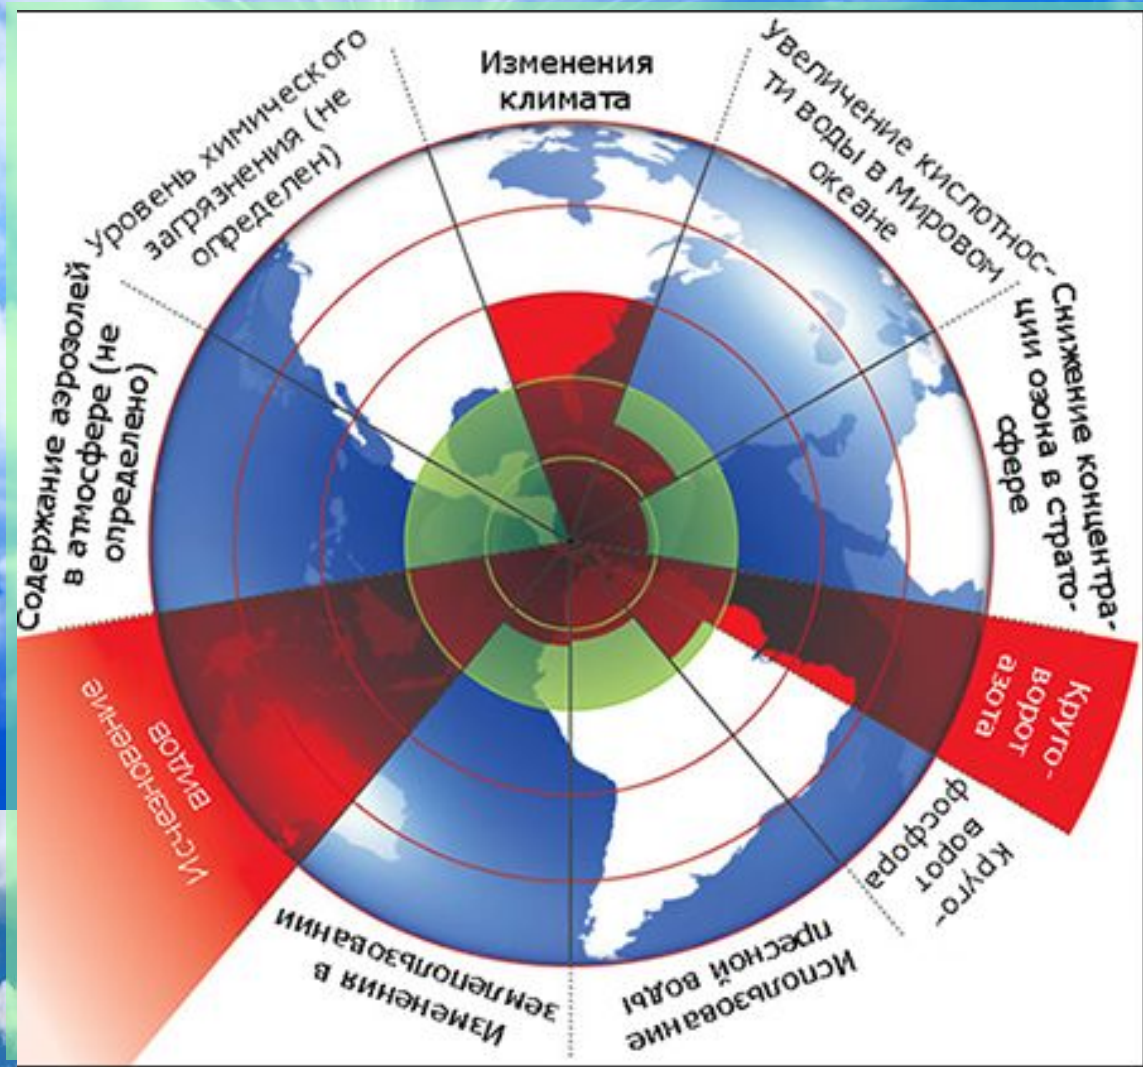 Изменения
климата
Увеличение кислотнос-
ти воды в мировом
океане
Снижение концентра-
ции озона в страто-
сфере
Круго-
ворот
азота
Круго-
ворот
фосфора
Использование
пресной воды
Изменения в
землепользовании
Исчезновение
видов
Содержание аэрозолей
в атмосфере (не
определено)
Уровень химического
загрязнения (не
определен)